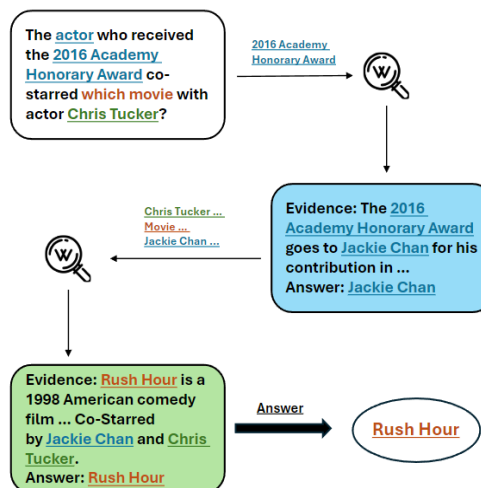 The actor who received
the 2016 Academy
Honorary Award co-
starred which movie with
actor Chris Tucker?
2016 Academy
Honorary Award
W
Evidence: The 2016
Academy Honorary Award
goes to Jackie Chan for his
contribution in ...
Answer: Jackie Chan
Chris Tucker ...
Movie ...
Jackie Chan ...
W
Evidence: Rush Hour is a
1998 American comedy
film ... Co-Starred
by Jackie Chan and Chris
Tucker.
Answer: Rush Hour
Answer
Rush Hour